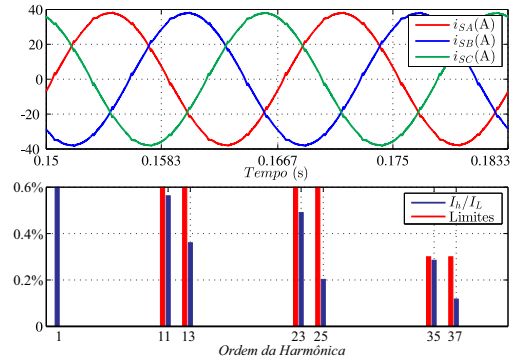 40
20
0
-20
-40
i_SA(A)
i_SB(A)
i_SC(A)
0.15 0.1583 0.1667 0.175 0.1833
Tempo (s)
0.6%
0.4%
0.2%
0
I_h/I_L
Limites
1 11 13 23 25 35 37
Ordem da Harmônica